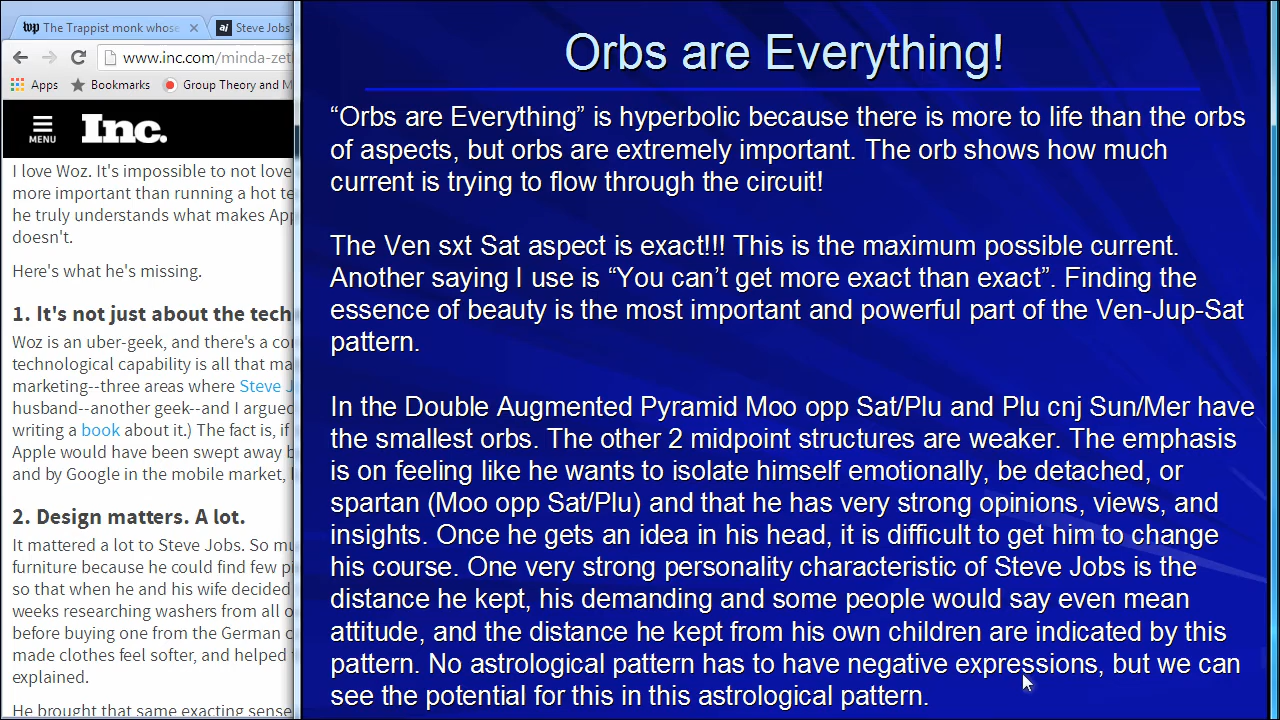 The Trappist monk whose
Steve Jobs'
www.inc.com/minda-zet
Apps
Bookmarks
Group Theory and M
MENU
Inc.
I love Woz. It's impossible to not love
more important than running a hot te
he truly understands what makes App
doesn't.
Here's what he's missing.
1. It's not just about the tech
Woz is an uber-geek, and there's a co
technological capability is all that ma
marketing--three areas where Steve J
husband--another geek--and I argued
writing a book about it.) The fact is, if
Apple would have been swept away b
and by Google in the mobile market,
2. Design matters. A lot.
It mattered a lot to Steve Jobs. So mu
furniture because he could find few pi
so that when he and his wife decided
weeks researching washers from all o
before buying one from the German c
made clothes feel softer, and helped
explained.
He brought that same exacting sense
Orbs are Everything!
“Orbs are Everything” is hyperbolic because there is more to life than the orbs
of aspects, but orbs are extremely important. The orb shows how much
current is trying to flow through the circuit!
The Ven sxt Sat aspect is exact!!! This is the maximum possible current.
Another saying I use is “You can’t get more exact than exact”. Finding the
essence of beauty is the most important and powerful part of the Ven-Jup-Sat
pattern.
In the Double Augmented Pyramid Moo opp Sat/Plu and Plu cnj Sun/Mer have
the smallest orbs. The other 2 midpoint structures are weaker. The emphasis
is on feeling like he wants to isolate himself emotionally, be detached, or
spartan (Moo opp Sat/Plu) and that he has very strong opinions, views, and
insights. Once he gets an idea in his head, it is difficult to get him to change
his course. One very strong personality characteristic of Steve Jobs is the
distance he kept, his demanding and some people would say even mean
attitude, and the distance he kept from his own children are indicated by this
pattern. No astrological pattern has to have negative expressions, but we can
see the potential for this in this astrological pattern.